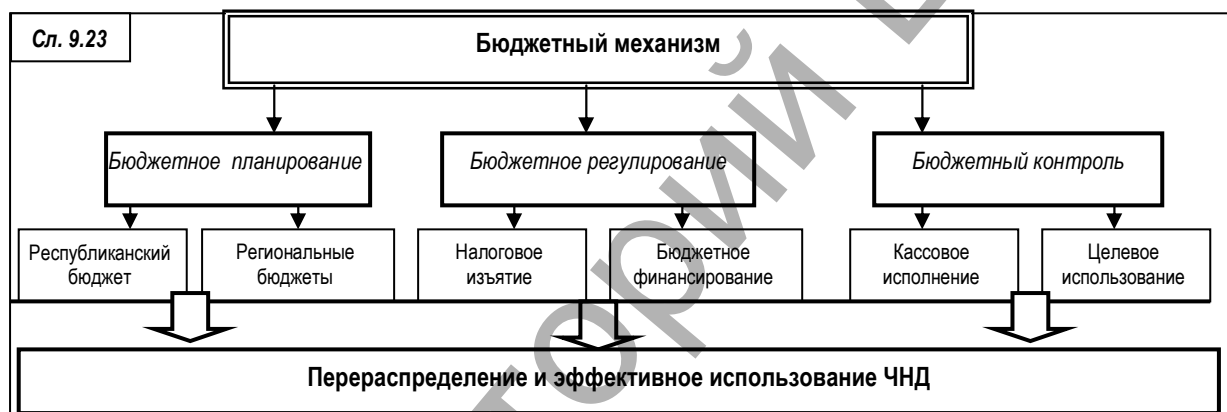 Сл. 9.23
Бюджетный механизм
Бюджетное планирование
Бюджетное регулирование
Бюджетный контроль
Республиканский
бюджет
Региональные
бюджеты
Налоговое
изъятие
Бюджетное
финансирование
Кассовое
исполнение
Целевое
использование
Перераспределение и эффективное использование ЧНД